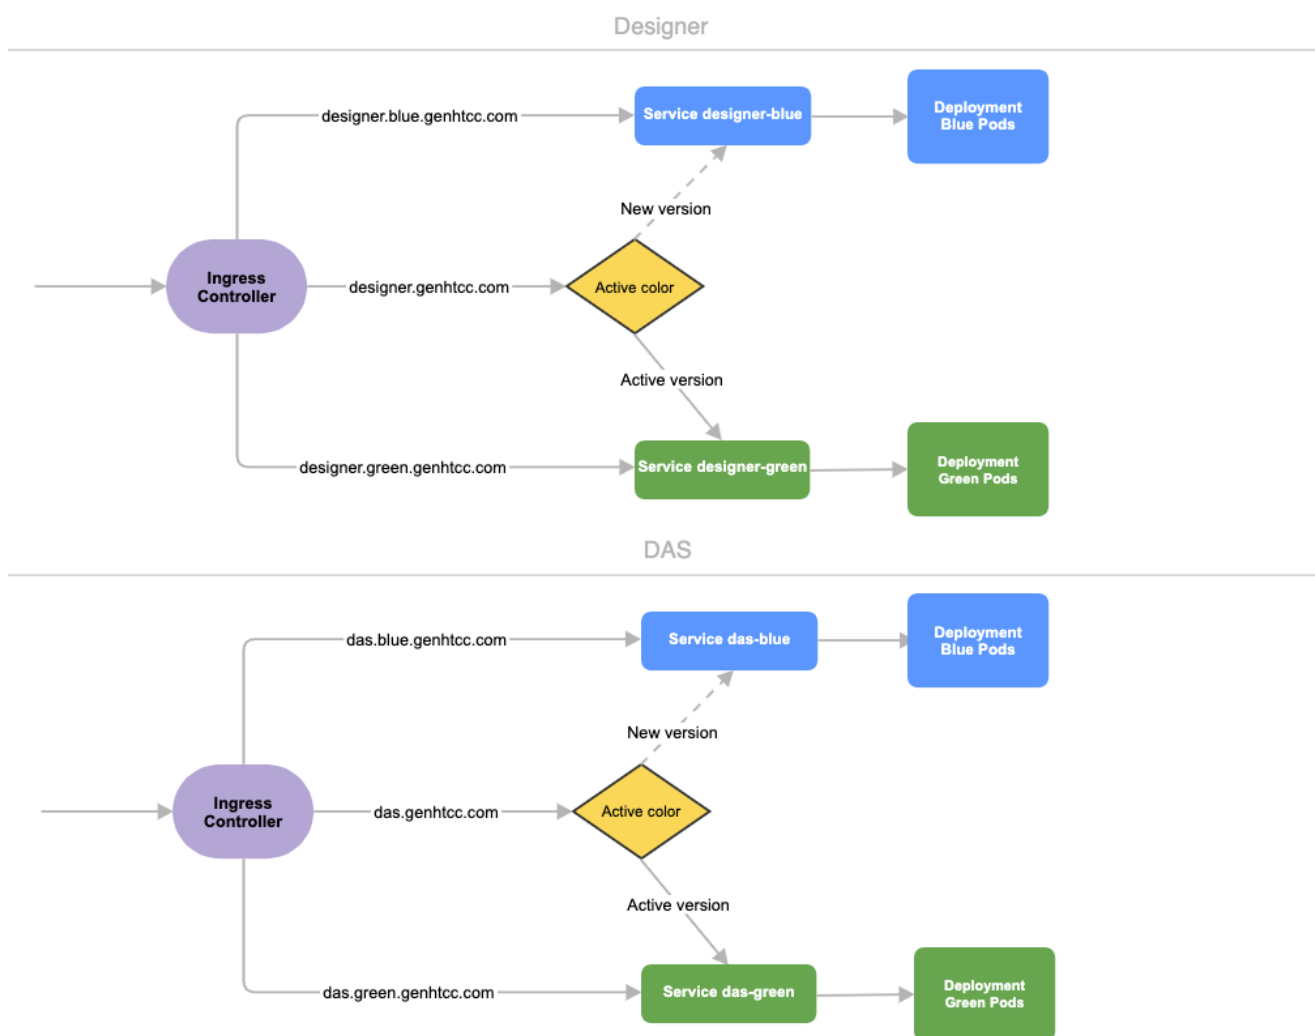 Designer
designer.blue.genhtcc.com
Service designer-blue
Deployment
Blue Pods
New version
Ingress
Controller
designer.genhtcc.com
Active color
Active version
designer.green.genhtcc.com
Service designer-green
Deployment
Green Pods
DAS
das.blue.genhtcc.com
Service das-blue
Deployment
Blue Pods
New version
Ingress
Controller
das.genhtcc.com
Active color
Active version
das.green.genhtcc.com
Service das-green
Deployment
Green Pods